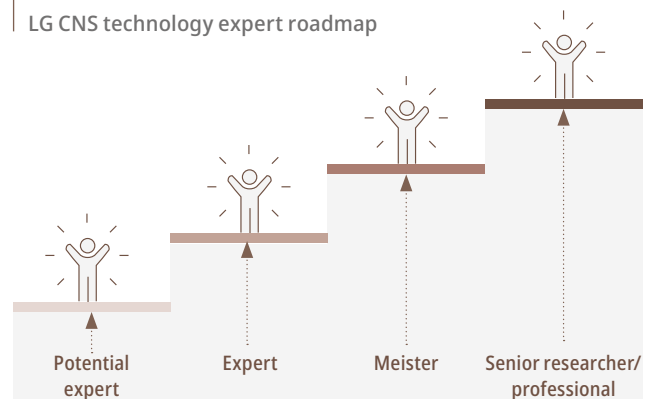 LG CNS technology expert roadmap
Potential
expert
Expert
Meister
Senior researcher/
professional